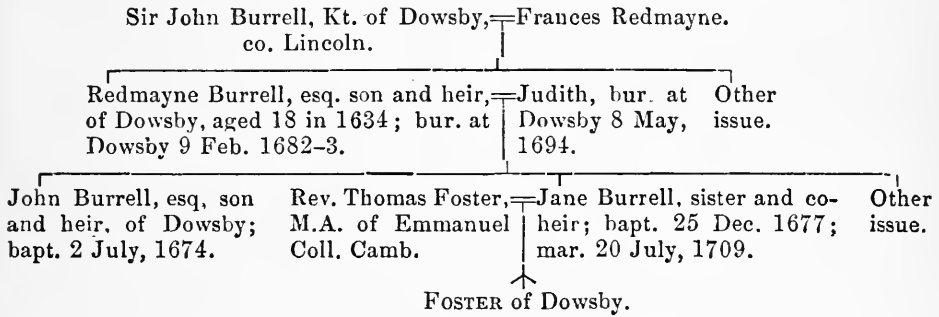 Sir John Burrell, Kt. of Dowsby, Frances Redmayne.
co. Lincoln.
Redmayne Burrell, esq. son and heir,
of Dowsby, aged 18 in 1634; bur. at
Dowsby 9 Feb. 1682-3.
Judith, bur. at
Dowsby 8 May,
1694.
Other
issue.
John Burrell, esq, son
and heir, of Dowsby;
bapt. 2 July, 1674.
Rev. Thomas Foster,
M.A. of Emmanuel
Coll. Camb.
Jane Burrell, sister and co-
heir; bapt. 25 Dec. 1677;
mar. 20 July, 1709.
Other
issue.
FOSTER of Dowsby.